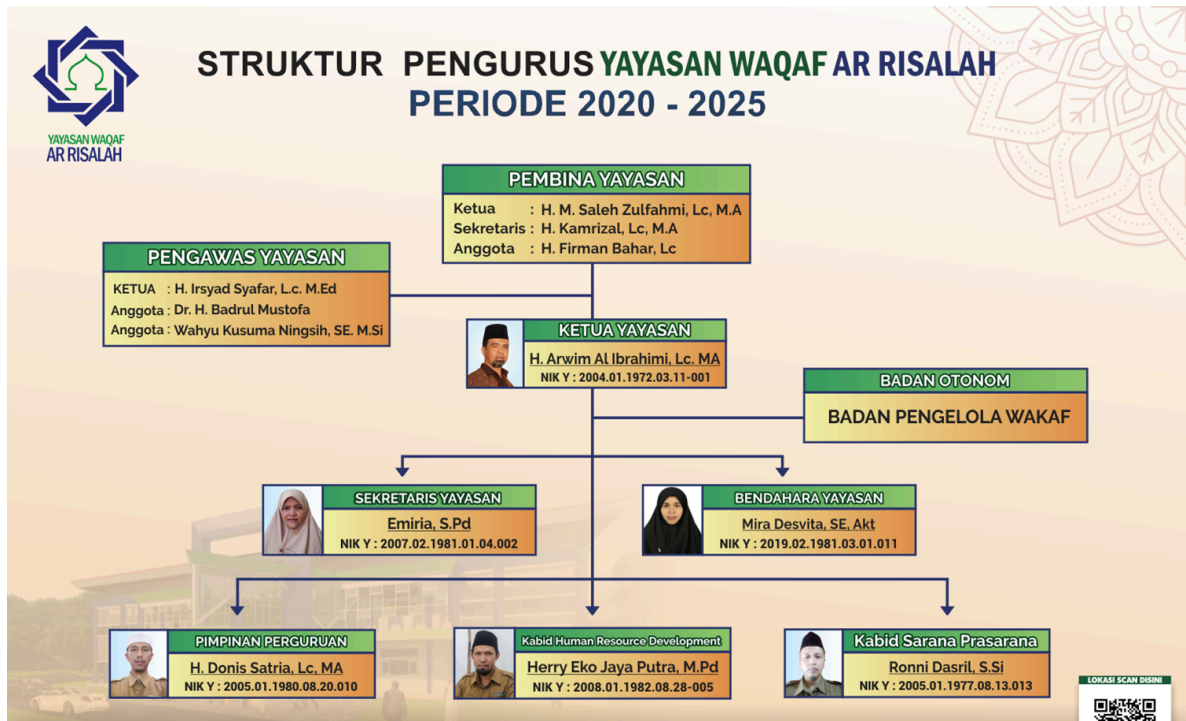 STRUKTUR PENGURUS YAYASAN WAQAF AR RISALAH
PERIODE 2020 - 2025
YAYASAN WAQAF
AR RISALAH
PEMBINA YAYASAN
Ketua : H. M. Saleh Zulfahmi, Lc, M.A
Sekretaris : H. Kamrizal, Lc, M.A
Anggota : H. Firman Bahar, Lc
PENGAWAS YAYASAN
KETUA : H. Irsyad Syafar, L.c. M.Ed
Anggota : Dr. H. Badrul Mustofa
Anggota : Wahyu Kusuma Ningsih, SE. M.Si
KETUA YAYASAN
H. Arwim Al Ibrahimi, Lc. MA
NIK Y : 2004.01.1972.03.11-001
BADAN OTONOM
BADAN PENGELOLA WAKAF
SEKRETARIS YAYASAN
Emiria, S.Pd
NIK Y : 2007.02.1981.01.04.002
BENDAHARA YAYASAN
Mira Desvita, SE, Akt
NIK Y : 2019.02.1981.03.01.011
PIMPINAN PERGURUAN
H. Donis Satria, Lc, MA
NIK Y : 2005.01.1980.08.20.010
Kabid Human Resource Development
Herry Eko Jaya Putra, M.Pd
NIK Y : 2008.01.1982.08.28-005
Kabid Sarana Prasarana
Ronni Dasril, S.Si
NIK Y : 2005.01.1977.08.13.013
LOKASI SCAN DISINI